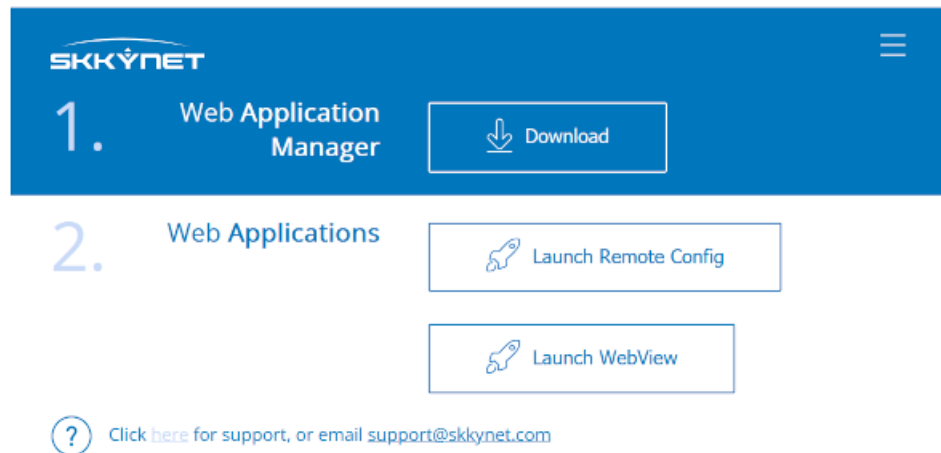 SKKYNET
1.
Web Application
Manager
Download
2.
Web Applications
Launch Remote Config
Launch WebView
? Click here for support, or email support@skkynet.com